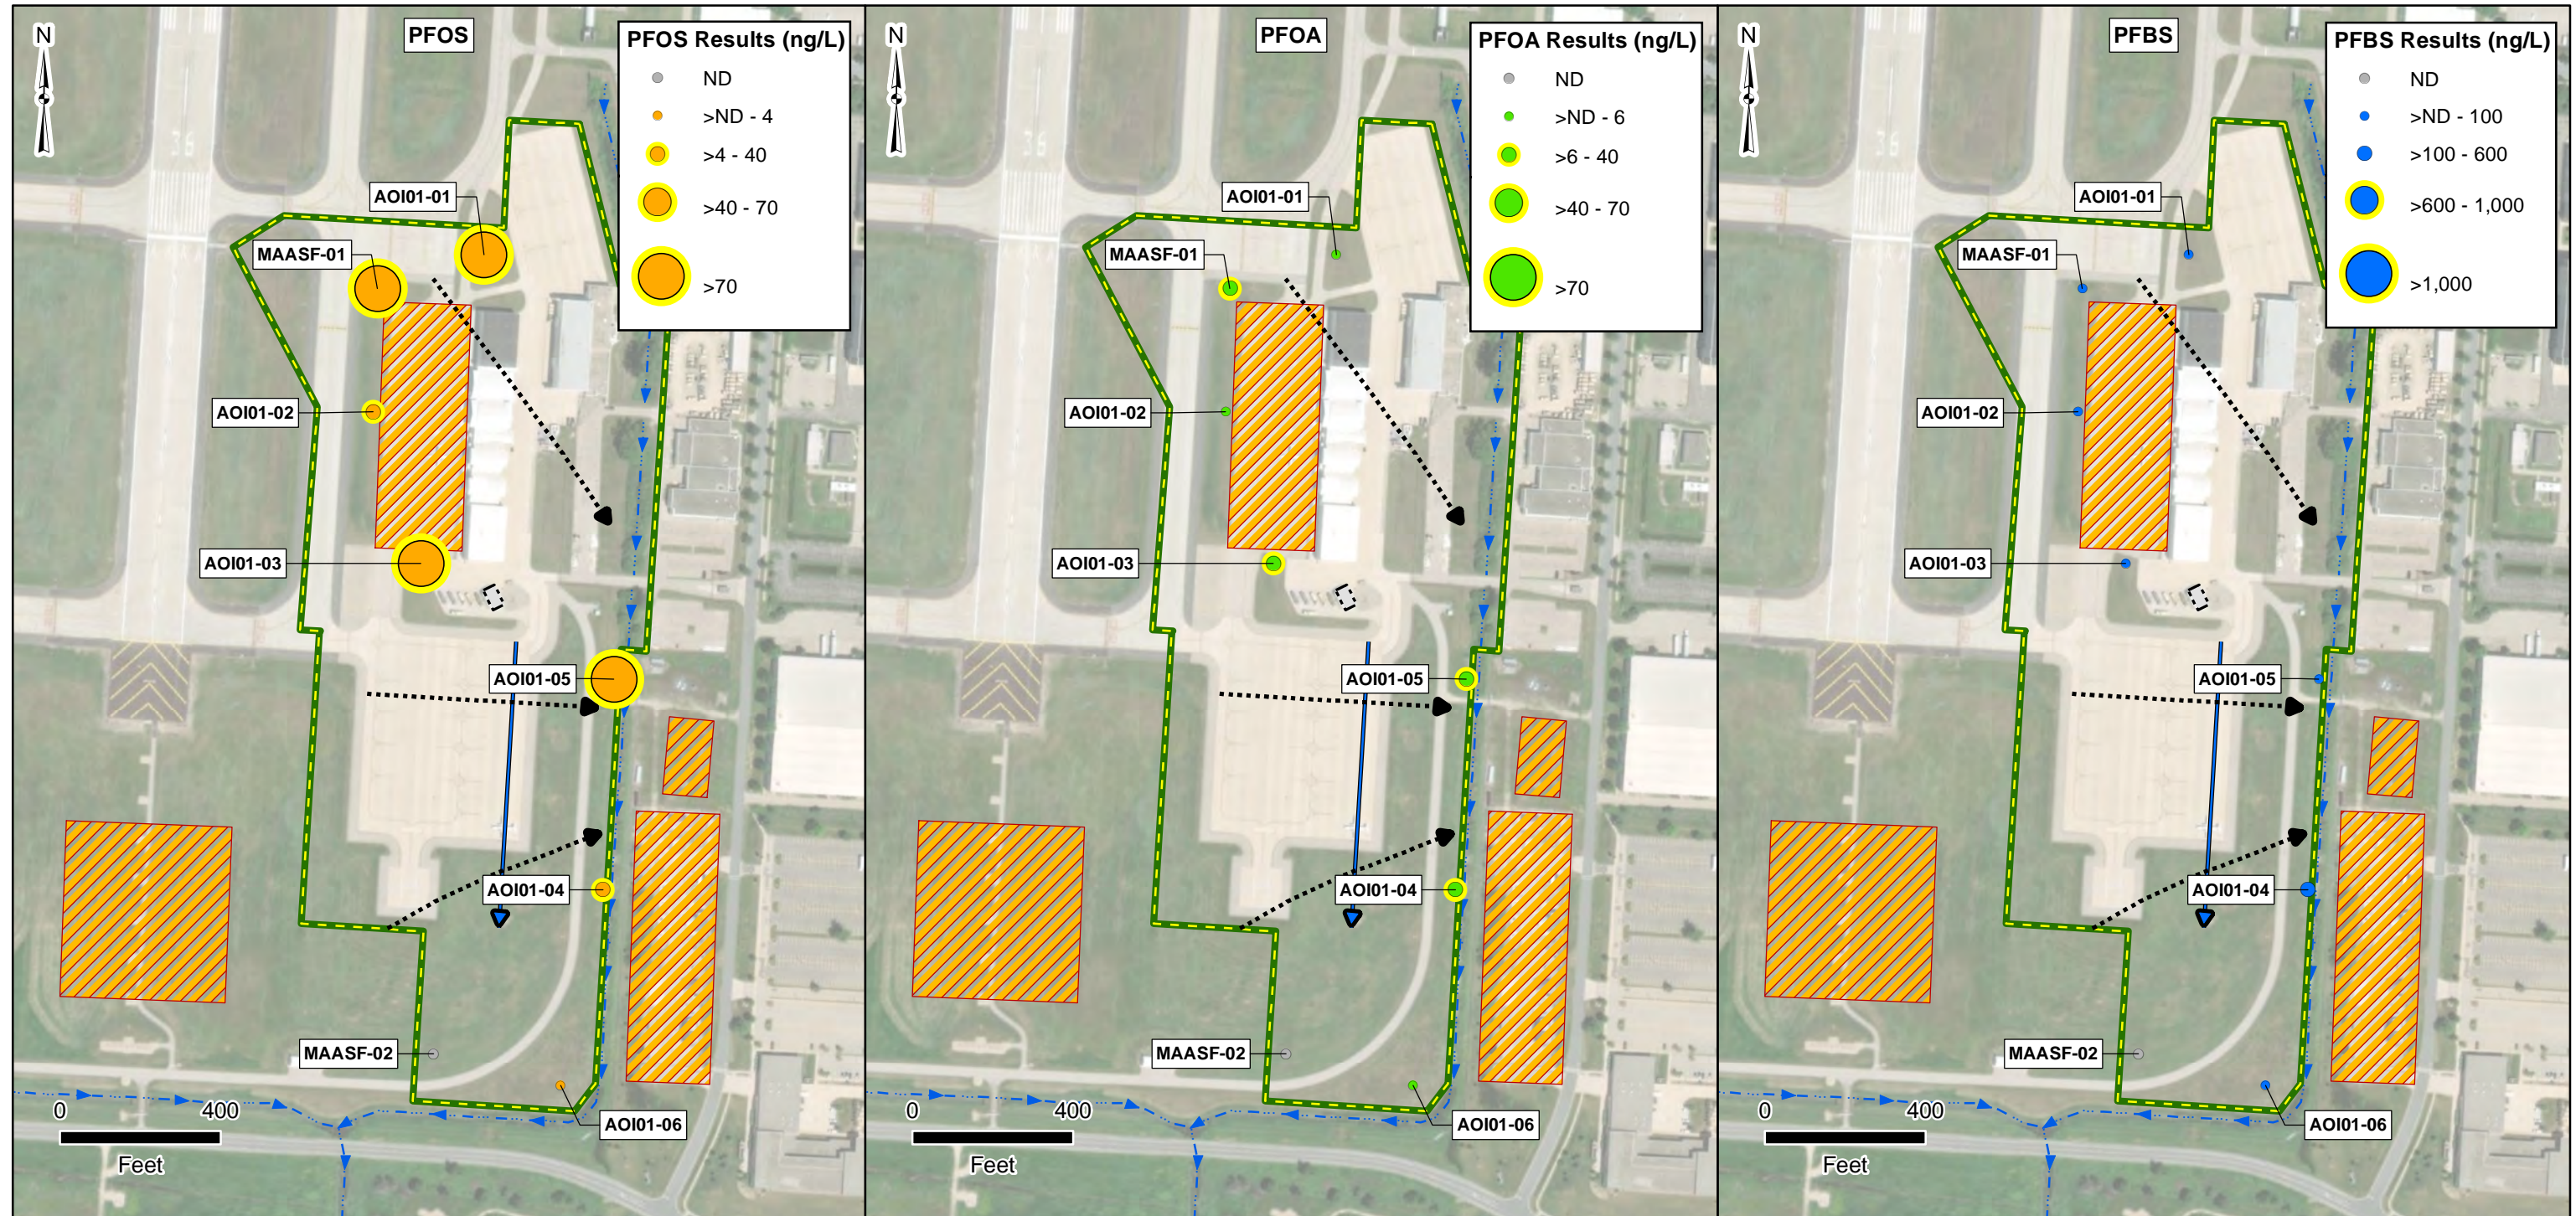 N
PFOS
PFOS Results (ng/L)
ND
>ND - 4
>4 - 40
>40 - 70
>70
36
AOI01-01
MAASF-01
AOI01-02
AOI01-03
AOI01-05
AOI01-04
MAASF-02
AOI01-06
0 400
Feet
N
PFOA
PFOA Results (ng/L)
ND
>ND - 6
>6 - 40
>40 - 70
>70
36
AOI01-01
MAASF-01
AOI01-02
AOI01-03
AOI01-05
AOI01-04
MAASF-02
AOI01-06
0 400
Feet
N
PFBS
PFBS Results (ng/L)
ND
>ND - 100
>100 - 600
>600 - 1,000
>1,000
36
AOI01-01
MAASF-01
AOI01-02
AOI01-03
AOI01-05
AOI01-04
MAASF-02
AOI01-06
0 400
Feet